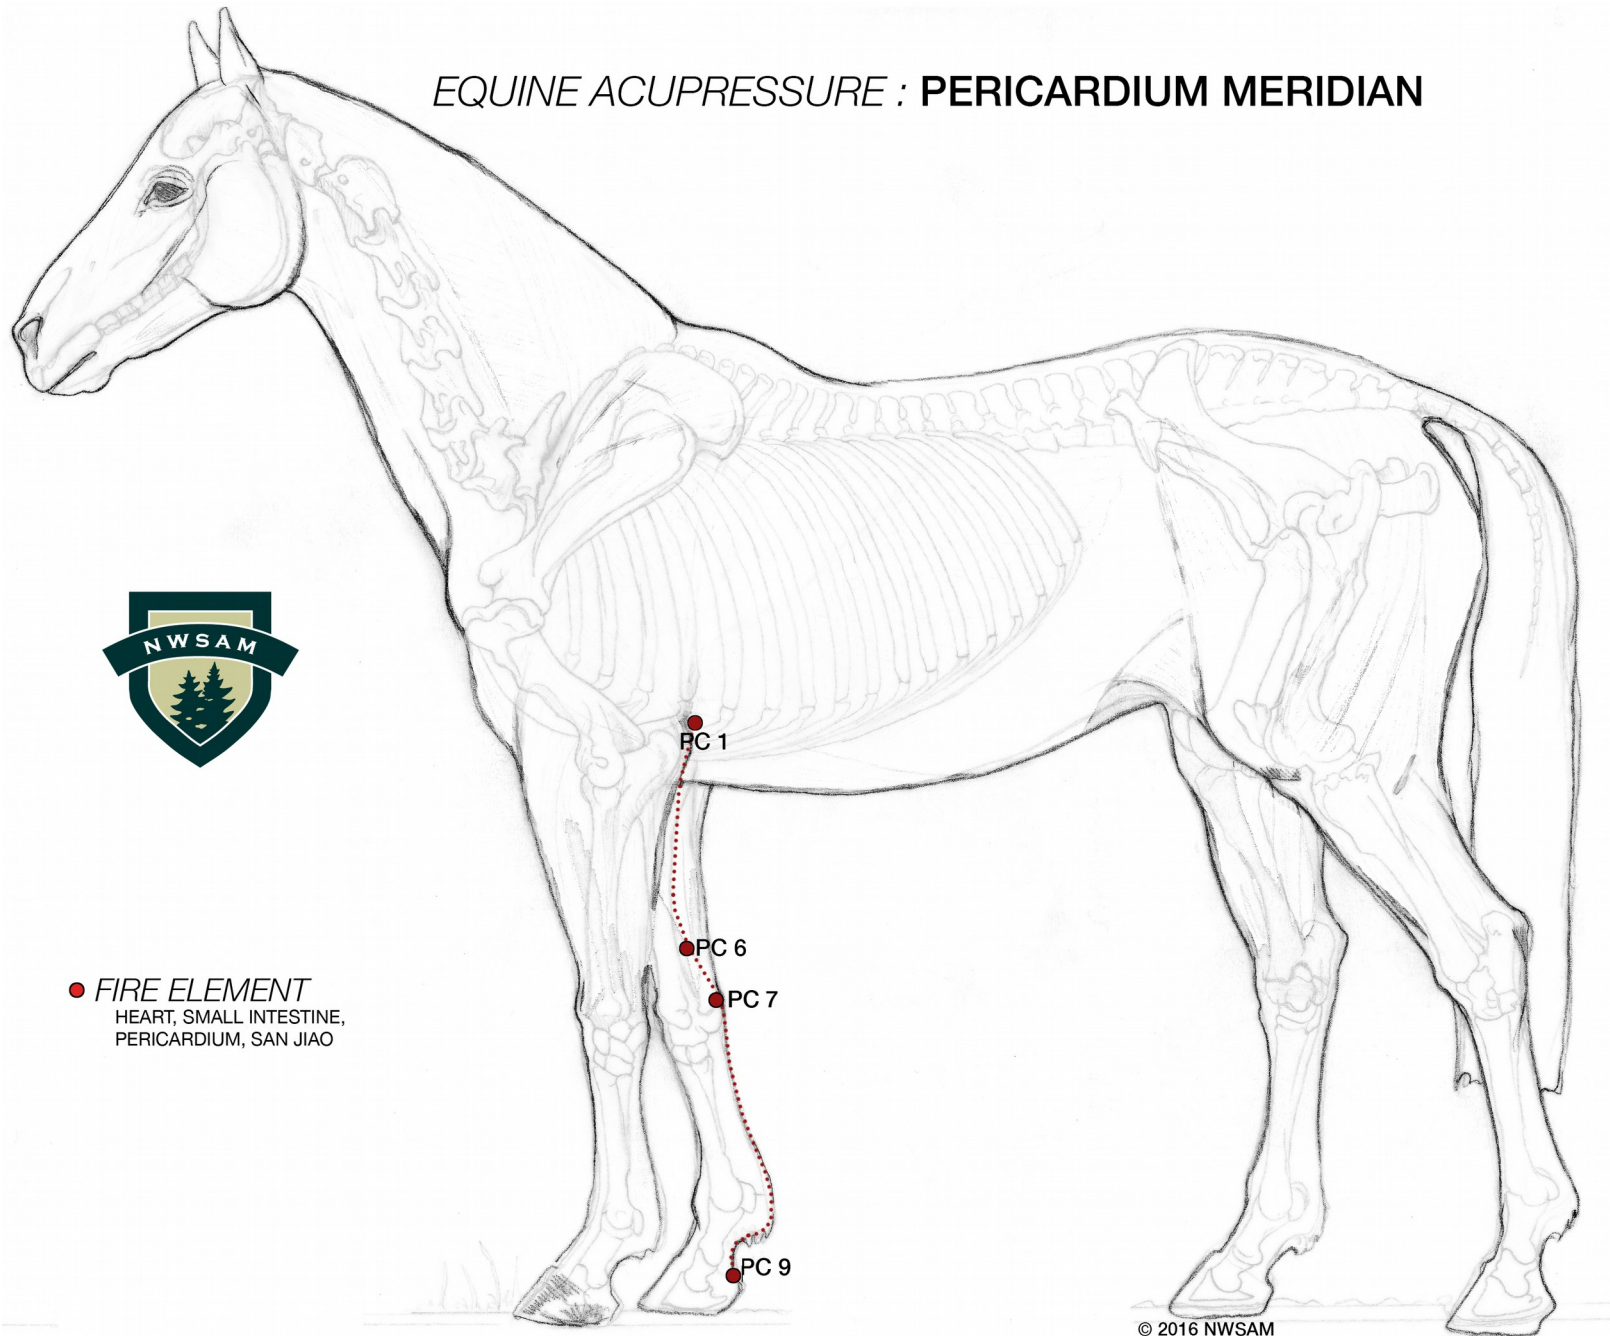 EQUINE ACUPRESSURE : PERICARDIUM MERIDIAN
NWSAM
PC 1
PC 6
PC 7
FIRE ELEMENT
HEART, SMALL INTESTINE,
PERICARDIUM, SAN JIAO
PC 9
© 2016 NWSAM